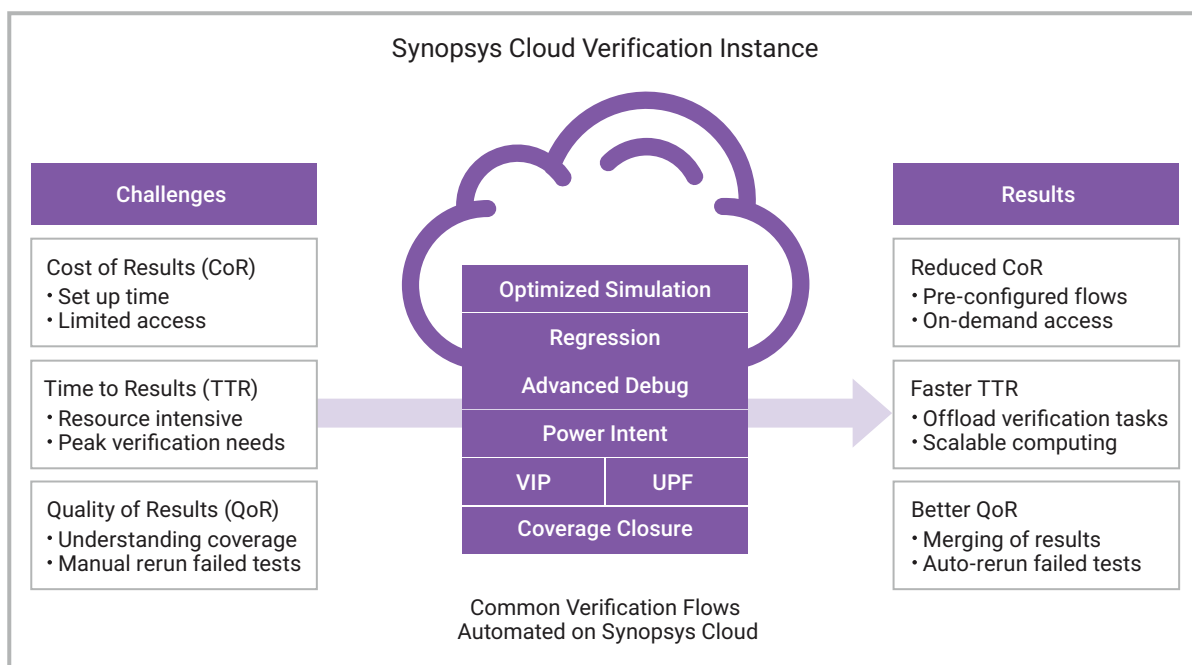 Synopsys Cloud Verification Instance
Challenges
Cost of Results (CoR)
• Set up time
• Limited access
Time to Results (TTR)
• Resource intensive
• Peak verification needs
Quality of Results (QoR)
• Understanding coverage
• Manual rerun failed tests
Optimized Simulation
Regression
Advanced Debug
Power Intent
VIP
UPF
Coverage Closure
Common Verification Flows
Automated on Synopsys Cloud
Results
Reduced CoR
• Pre-configured flows
• On-demand access
Faster TTR
• Offload verification tasks
• Scalable computing
Better QoR
• Merging of results
• Auto-rerun failed tests